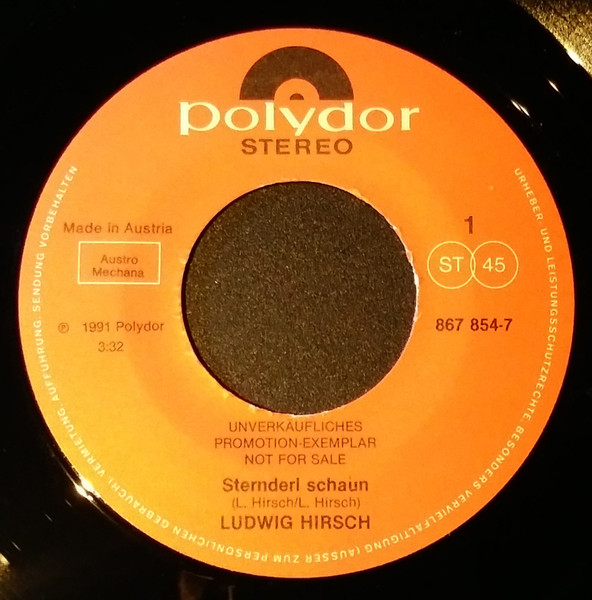 polydor
STEREO
Made in Austria
Austro
Mechana
1
ST 45
℗ 1991 Polydor
3:32
867 854-7
UNVERKÄUFLICHES
PROMOTION-EXEMPLAR
NOT FOR SALE
Sternderl schaun
(L. Hirsch/L. Hirsch)
LUDWIG HIRSCH
URHEBER- UND LEISTUNGSSCHUTZRECHTE, BESONDERS VERVIELFÄLTIGUNG (AUSSER ZUM PERSÖNLICHEN GEBRAUCH), VERMIETUNG, AUFFÜHRUNG, SENDUNG VORBEHALTEN